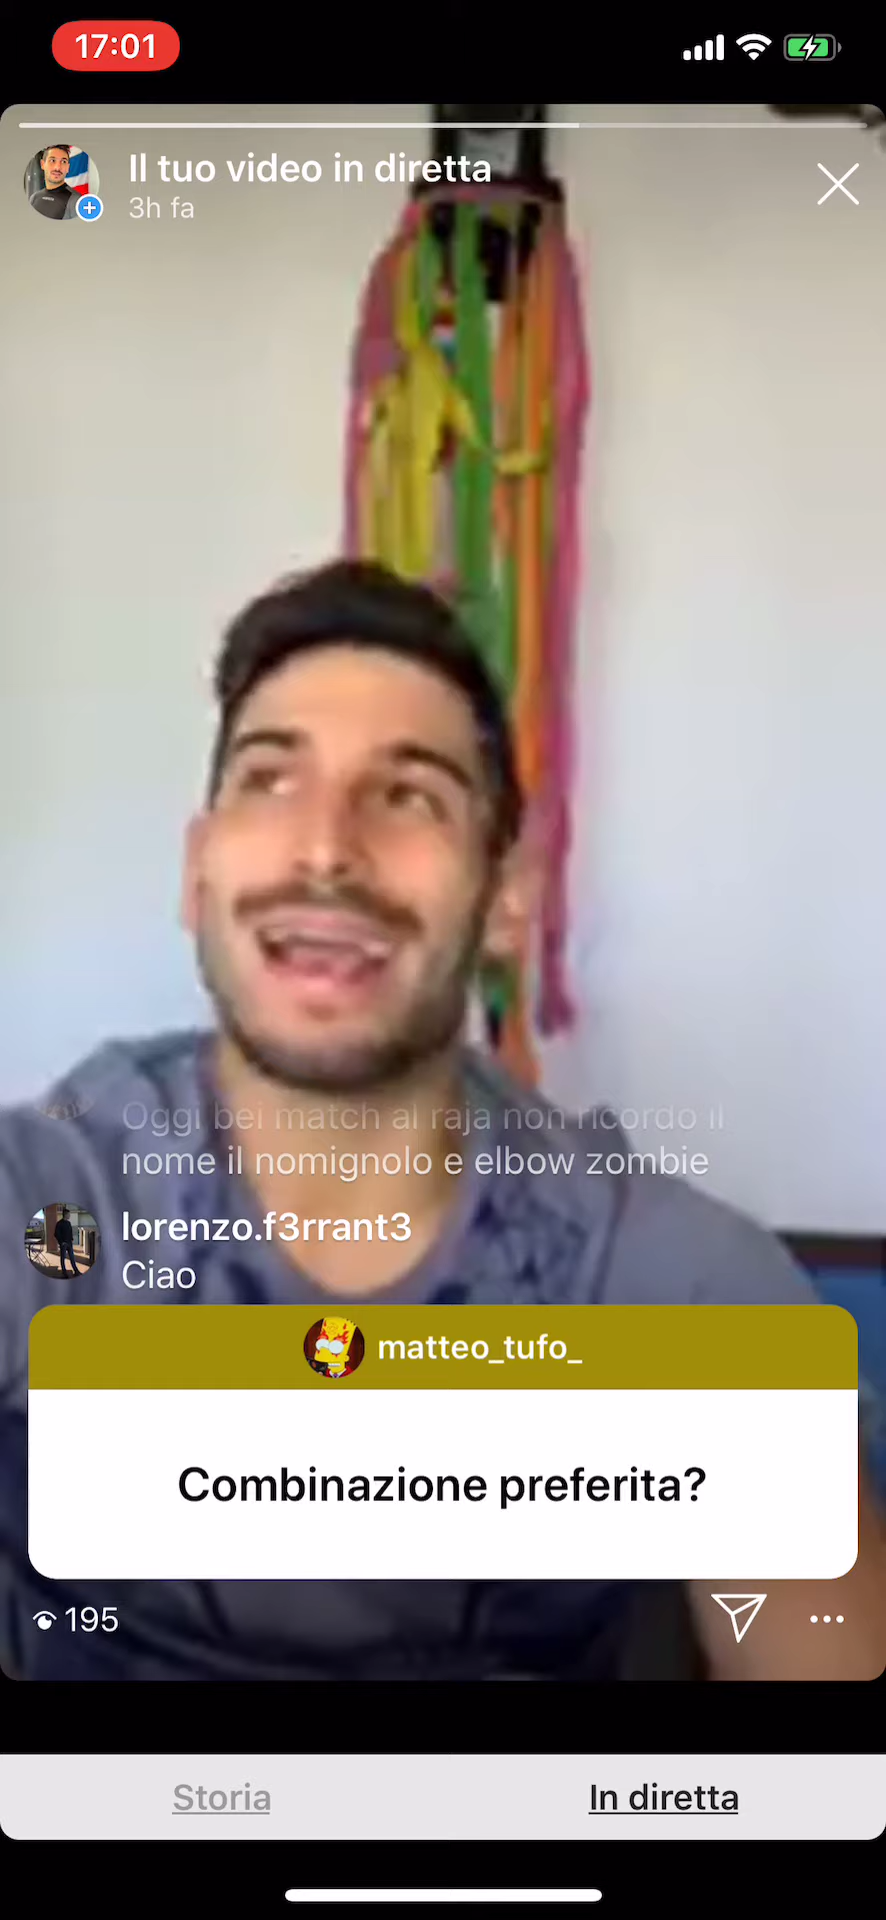 17:01
Il tuo video in diretta
3h fa
Oggi bei match al raja non ricordo il
nome il nomignolo e elbow zombie
lorenzo.f3rrant3
Ciao
matteo_tufo_
Combinazione preferita?
195
Storia
In diretta